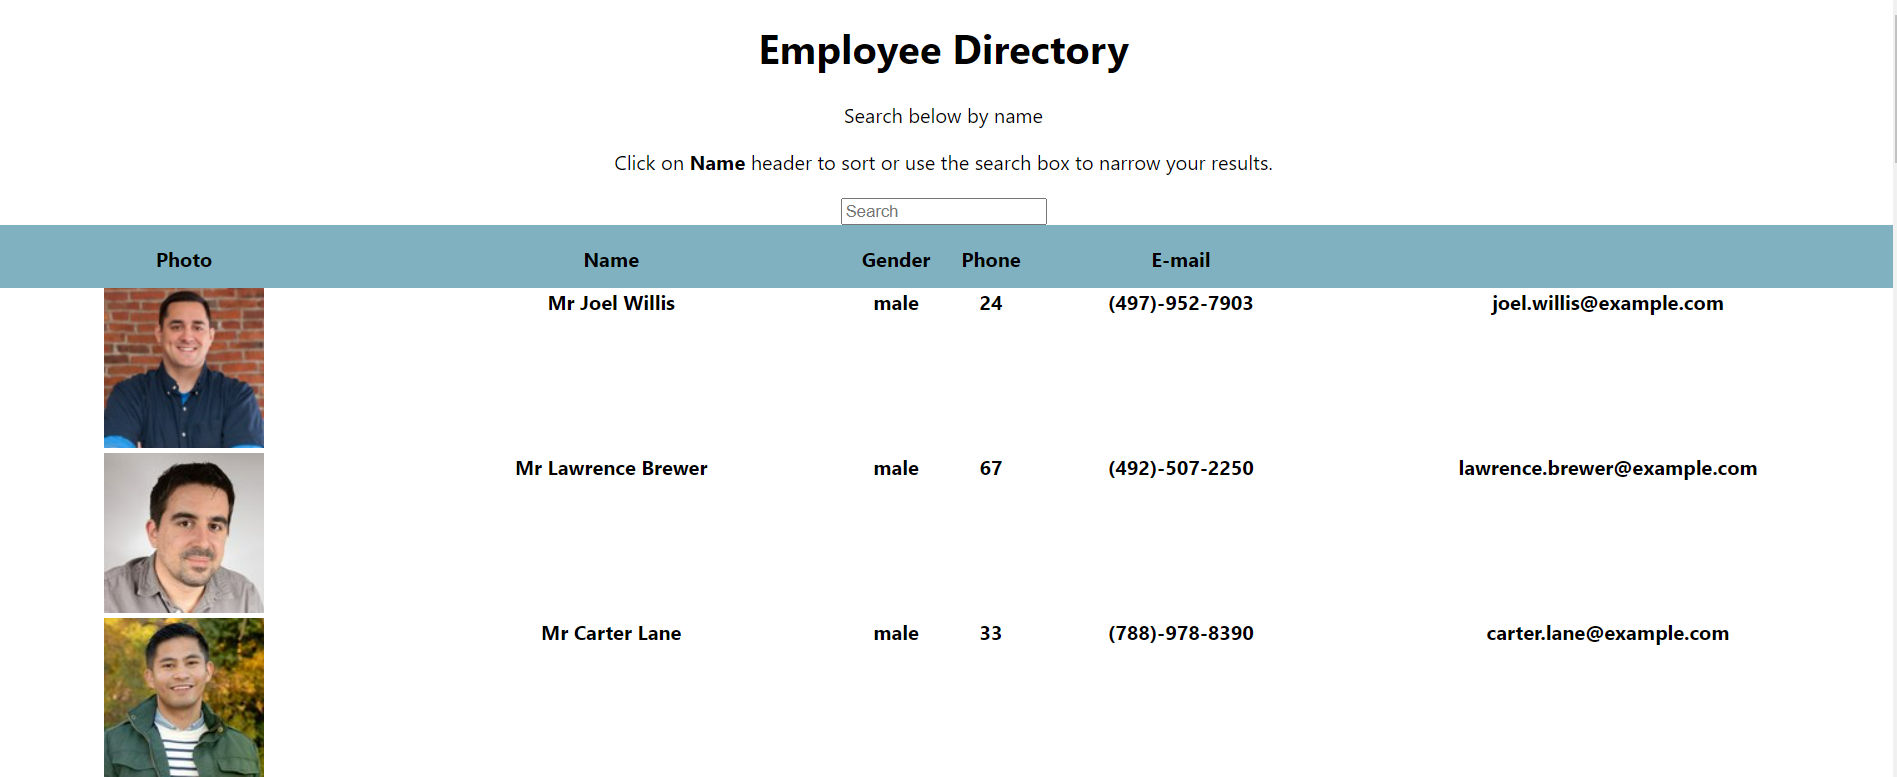 Employee Directory
Search below by name
Click on Name header to sort or use the search box to narrow your results.
Search
Photo Name Gender Phone E-mail
Mr Joel Willis male 24 (497)-952-7903 joel.willis@example.com
Mr Lawrence Brewer male 67 (492)-507-2250 lawrence.brewer@example.com
Mr Carter Lane male 33 (788)-978-8390 carter.lane@example.com